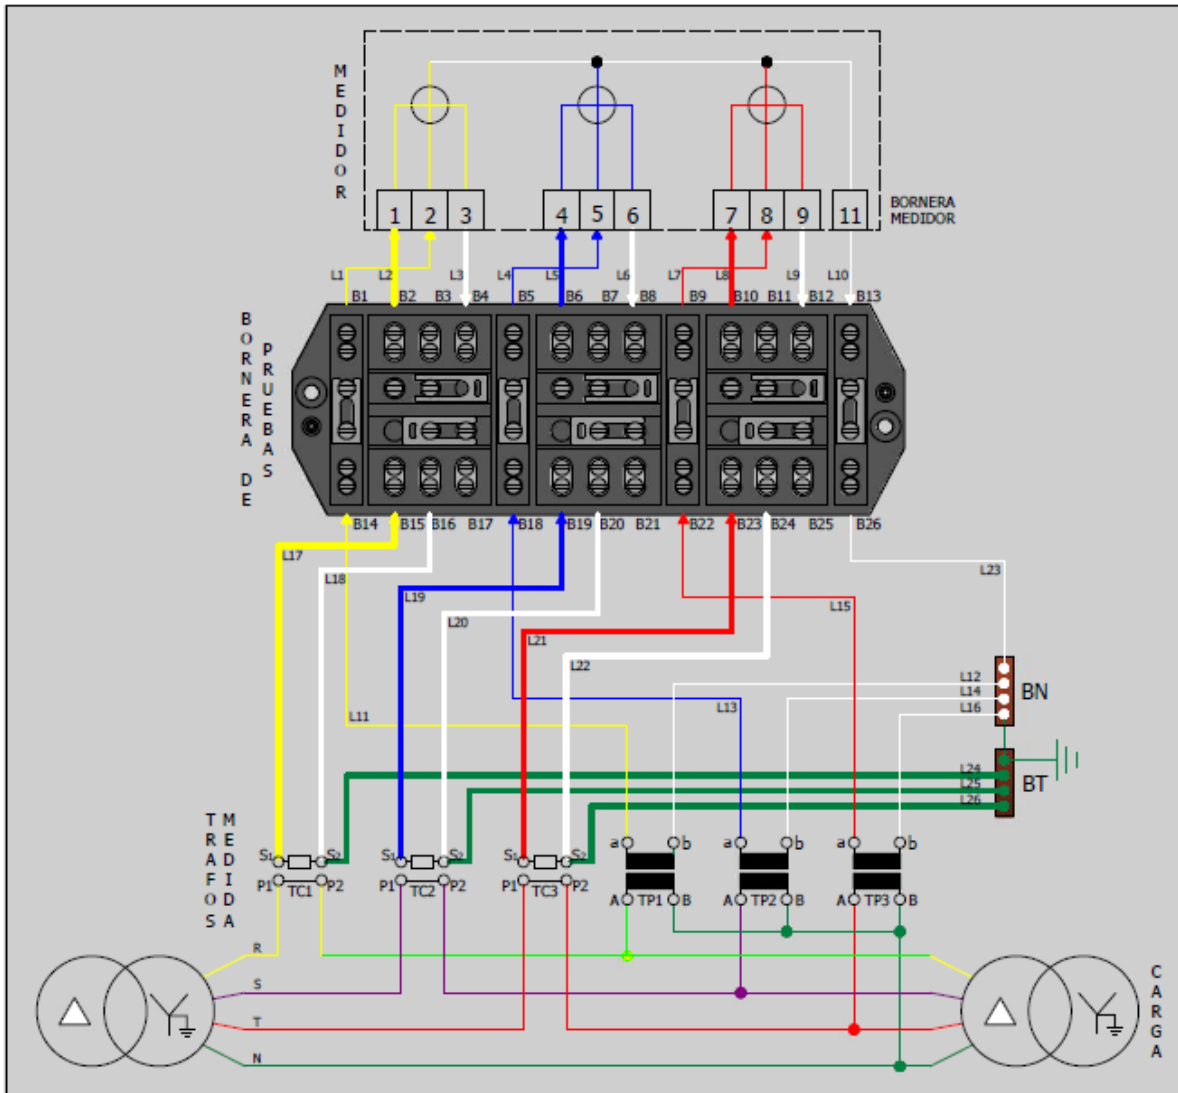 MEDIDOR
1 2 3 4 5 6 7 8 9 11
BORNERA
MEDIDOR
L1 L2 L3 L4 L5 L6 L7 L8 L9 L10
B1 B2 B3 B4 B5 B6 B7 B8 B9 B10 B11 B12 B13
BORNERA DE
PRUEBAS
B14 B15 B16 B17 B18 B19 B20 B21 B22 B23 B24 B25 B26
L17
L18
L19
L20
L21
L22
L15
L23
L12
L14
L16
BN
L11
L13
L24
L25
L26
BT
TRAFOS
MEDIDA
S1 S2 S1 S2 S1 S2
a b a b a b
P1 TC1 P2 P1 TC2 P2 P1 TC3 P2
A TP1 B A TP2 B A TP3 B
R
S
T
N
CARGA